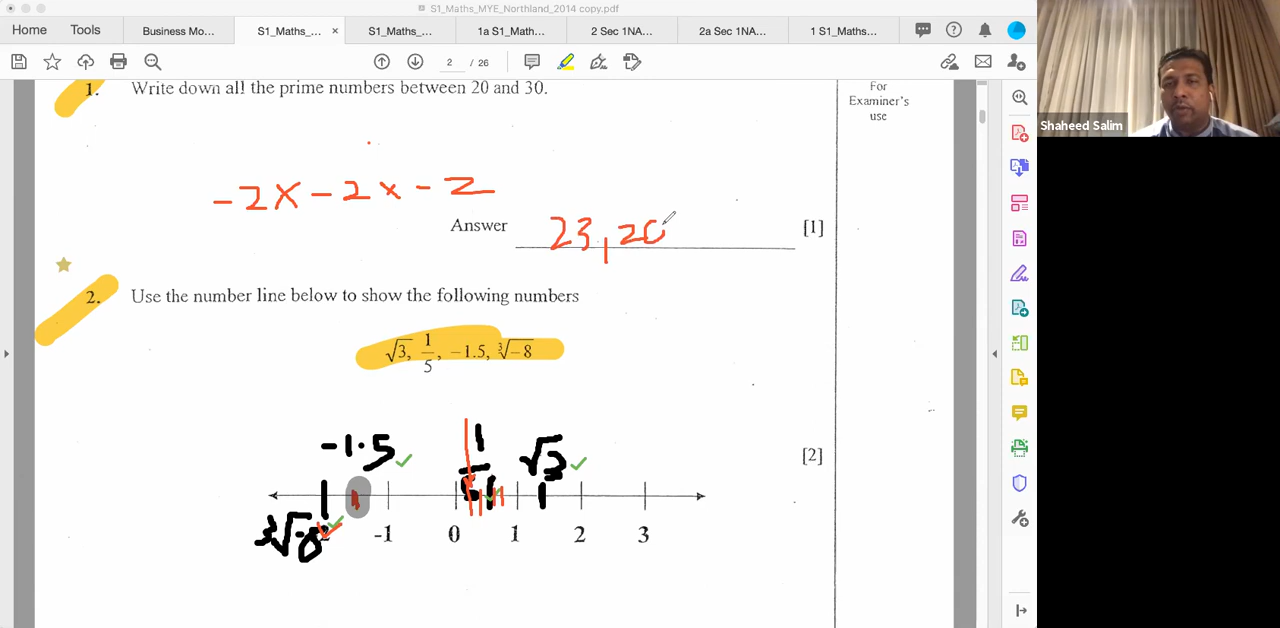 S1_Maths_MYE_Northland_2014 copy.pdf
Home Tools Business Mo... S1_Maths_... × S1_Maths_... 1a S1_Math... 2 Sec 1NA... 2a Sec 1NA... 1 S1_Maths...
2 / 26
1. Write down all the prime numbers between 20 and 30.
For
Examiner's
use
Shaheed Salim
-2x-2x-2
Answer 23, 20 [1]
2. Use the number line below to show the following numbers
√3, 1/5, -1.5, ³√-8
-1.5 1/5 √3
[2]
³√-8 -1 0 1 2 3